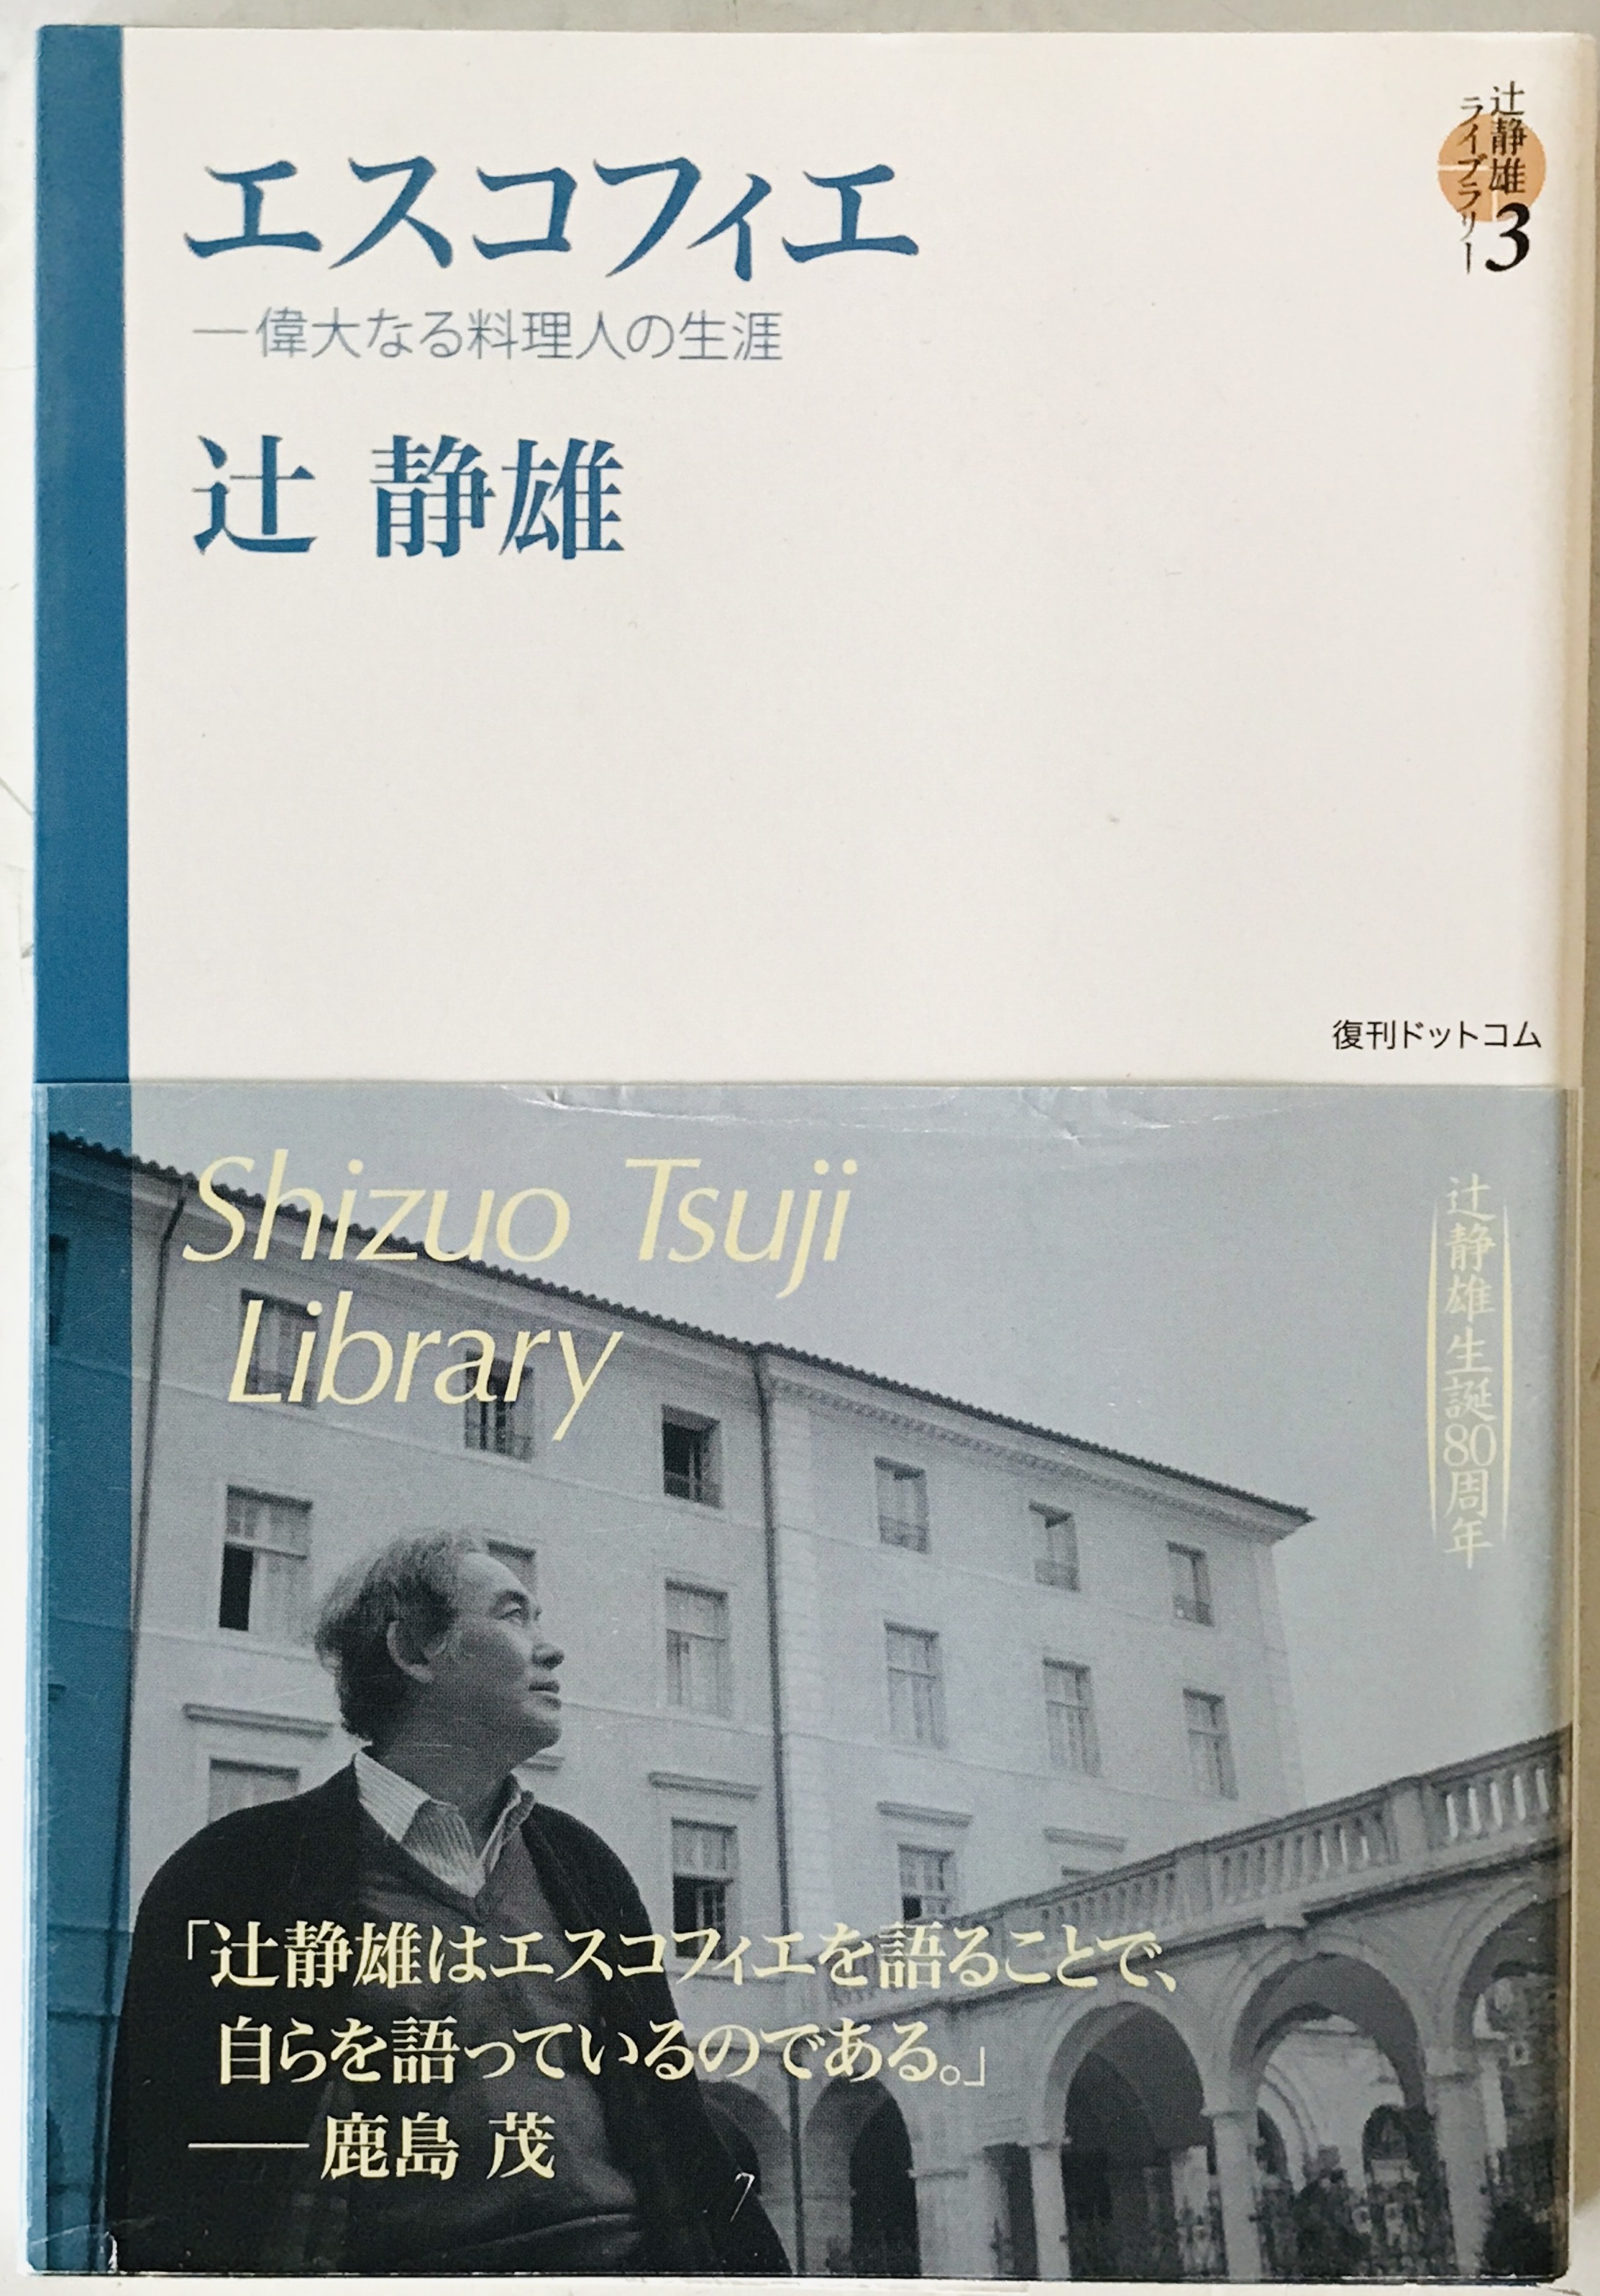 エスコフィエ
―偉大なる料理人の生涯
辻 静雄
辻静雄
ライブラリー
3
復刊ドットコム
Shizuo Tsuji
Library
辻静雄生誕80周年
「辻静雄はエスコフィエを語ることで、
自らを語っているのである。」
――鹿島 茂